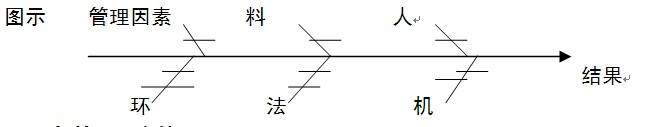 图示 管理因素 料 人
结果
环 法 机